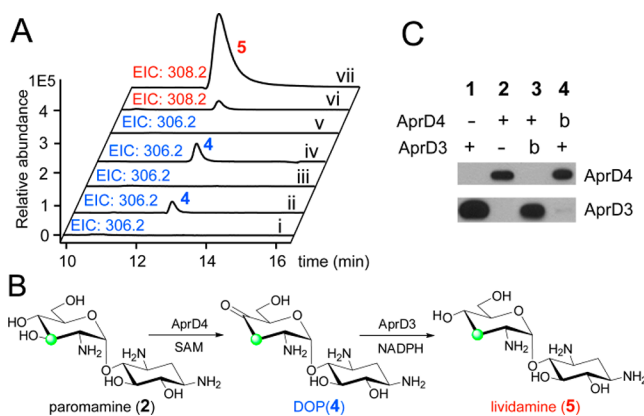 A
Relative abundance
1E5
4
3
2
1
0
10
12
14
16
time (min)
EIC: 308.2
5
vii
EIC: 308.2
vi
EIC: 306.2
v
EIC: 306.2
4
iv
EIC: 306.2
iii
EIC: 306.2
4
ii
EIC: 306.2
i
C
1 2 3 4
AprD4 - + + b
AprD3 + - b +
AprD4
AprD3
B
OH
HO
HO
O
NH2
O
H2N
HO
OH
NH2
paromamine (2)
AprD4
SAM
O
OH
O
NH2
O
H2N
HO
OH
NH2
DOP(4)
AprD3
NADPH
OH
HO
O
NH2
O
H2N
HO
OH
NH2
lividamine (5)